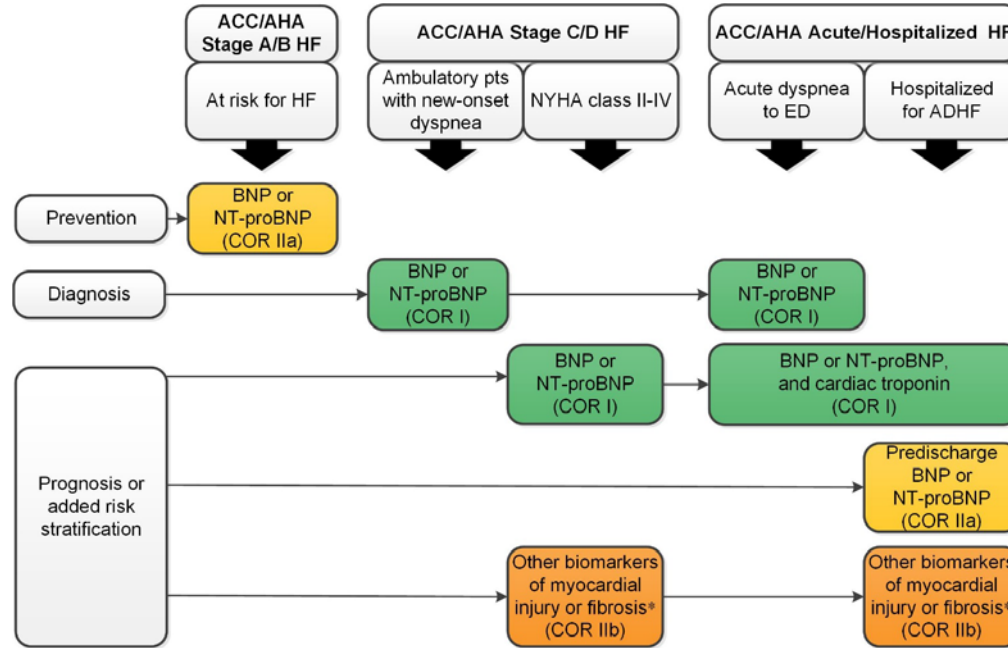 ACC/AHA
Stage A/B HF
ACC/AHA Stage C/D HF
ACC/AHA Acute/Hospitalized HF
At risk for HF
Ambulatory pts
with new-onset
dyspnea
NYHA class II-IV
Acute dyspnea
to ED
Hospitalized
for ADHF
Prevention
BNP or
NT-proBNP
(COR IIa)
Diagnosis
BNP or
NT-proBNP
(COR I)
BNP or
NT-proBNP
(COR I)
Prognosis or
added risk
stratification
BNP or
NT-proBNP
(COR I)
BNP or NT-proBNP,
and cardiac troponin
(COR I)
Predischarge
BNP or
NT-proBNP
(COR IIa)
Other biomarkers
of myocardial
injury or fibrosis*
(COR IIb)
Other biomarkers
of myocardial
injury or fibrosis*
(COR IIb)